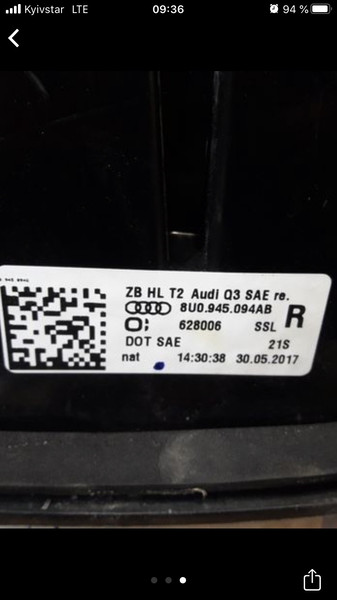 Kyivstar LTE 09:36 94 %
ZB HL T2 Audi Q3 SAE re.
8U0.945.094AB R
628006 SSL
DOT SAE 21S
nat 14:30:38 30.05.2017